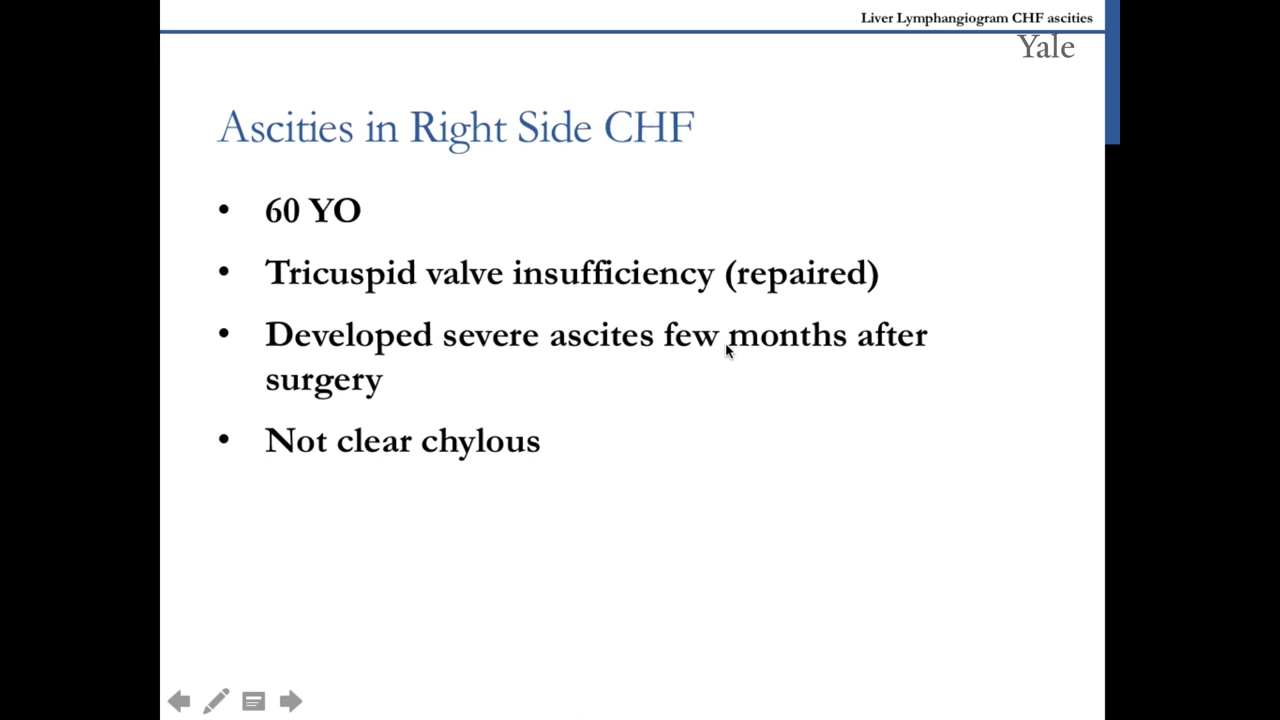 Liver Lymphangiogram CHF ascities
Yale
Ascities in Right Side CHF
• 60 YO
• Tricuspid valve insufficiency (repaired)
• Developed severe ascites few months after
surgery
• Not clear chylous